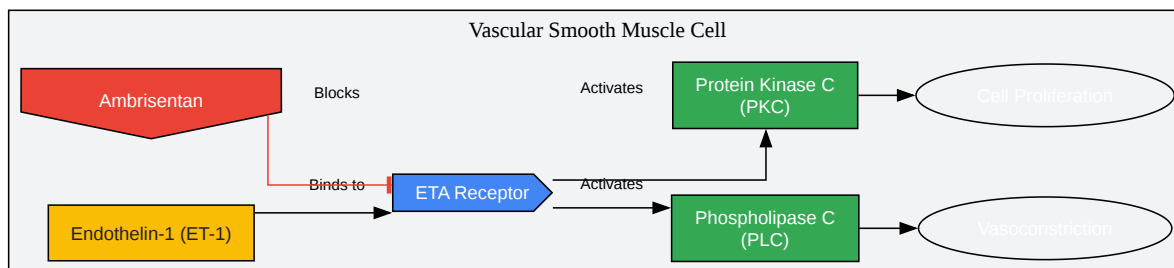 Vascular Smooth Muscle Cell
Ambrisentan
Blocks
Activates
Protein Kinase C
(PKC)
Cell Proliferation
Binds to
ETA Receptor
Activates
Endothelin-1 (ET-1)
Phospholipase C
(PLC)
Vasoconstriction